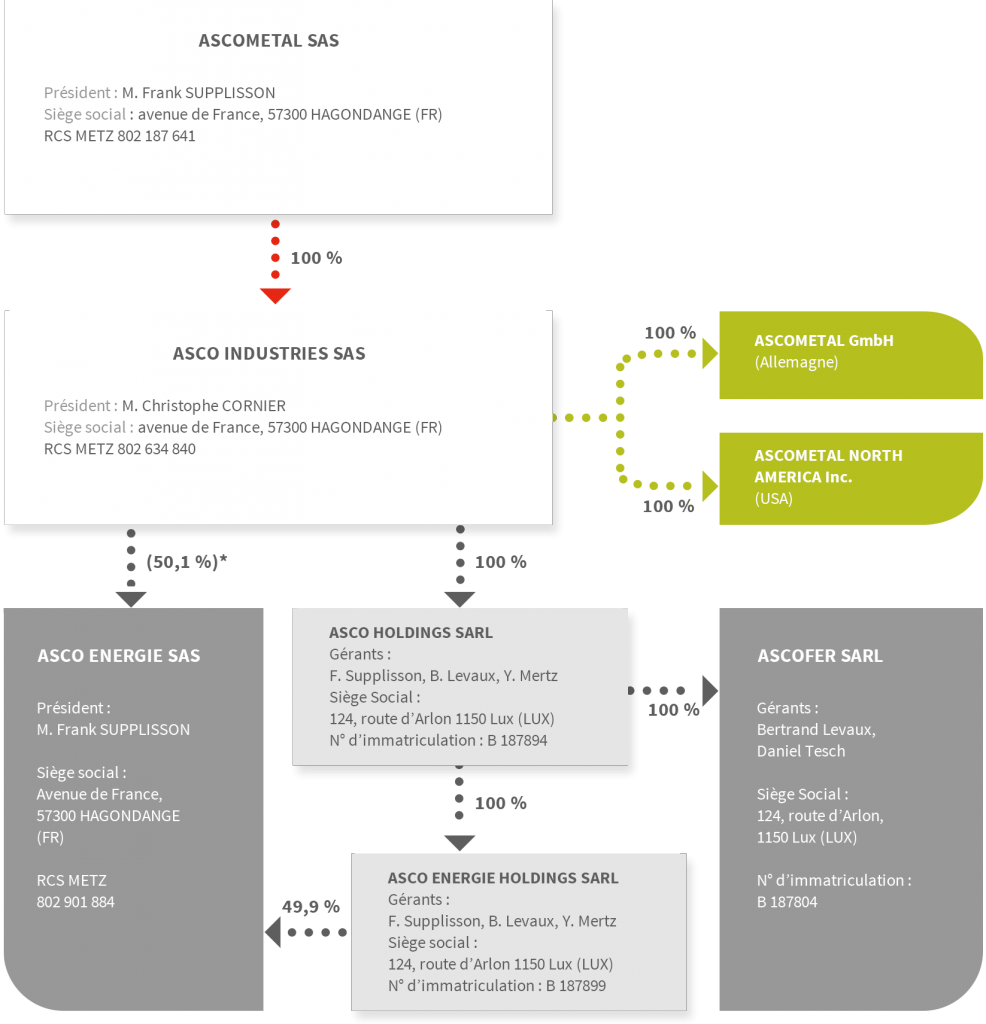 ASCOMETAL SAS
Président : M. Frank SUPPLISSON
Siège social : avenue de France, 57300 HAGONDANGE (FR)
RCS METZ 802 187 641
100 %
ASCO INDUSTRIES SAS
Président : M. Christophe CORNIER
Siège social : avenue de France, 57300 HAGONDANGE (FR)
RCS METZ 802 634 840
100 %
ASCOMETAL GmbH
(Allemagne)
100 %
ASCOMETAL NORTH
AMERICA Inc.
(USA)
(50,1 %)*
100 %
ASCO ENERGIE SAS
Président :
M. Frank SUPPLISSON
Siège social :
Avenue de France,
57300 HAGONDANGE
(FR)
RCS METZ
802 901 884
ASCO HOLDINGS SARL
Gérants :
F. Supplisson, B. Levaux, Y. Mertz
Siège Social :
124, route d’Arlon 1150 Lux (LUX)
N° d’immatriculation : B 187894
100 %
ASCOFER SARL
Gérants :
Bertrand Levaux,
Daniel Tesch
Siège Social :
124, route d’Arlon,
1150 Lux (LUX)
N° d’immatriculation :
B 187804
100 %
ASCO ENERGIE HOLDINGS SARL
Gérants :
F. Supplisson, B. Levaux, Y. Mertz
Siège social :
124, route d’Arlon 1150 Lux (LUX)
N° d’immatriculation : B 187899
49,9 %